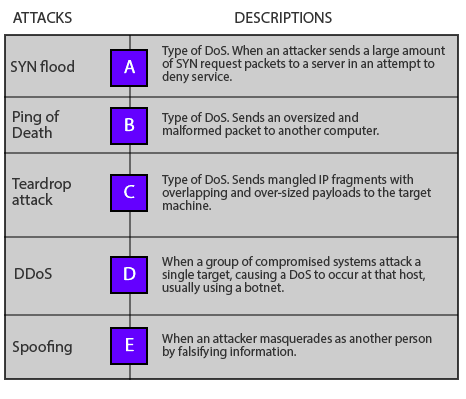 ATTACKS DESCRIPTIONS
SYN flood A Type of DoS. When an attacker sends a large amount
of SYN request packets to a server in an attempt to
deny service.
Ping of
Death B Type of DoS. Sends an oversized and
malformed packet to another computer.
Teardrop
attack C Type of DoS. Sends mangled IP fragments with
overlapping and over-sized payloads to the target
machine.
DDoS D When a group of compromised systems attack a
single target, causing a DoS to occur at that host,
usually using a botnet.
Spoofing E When an attacker masquerades as another person
by falsifying information.